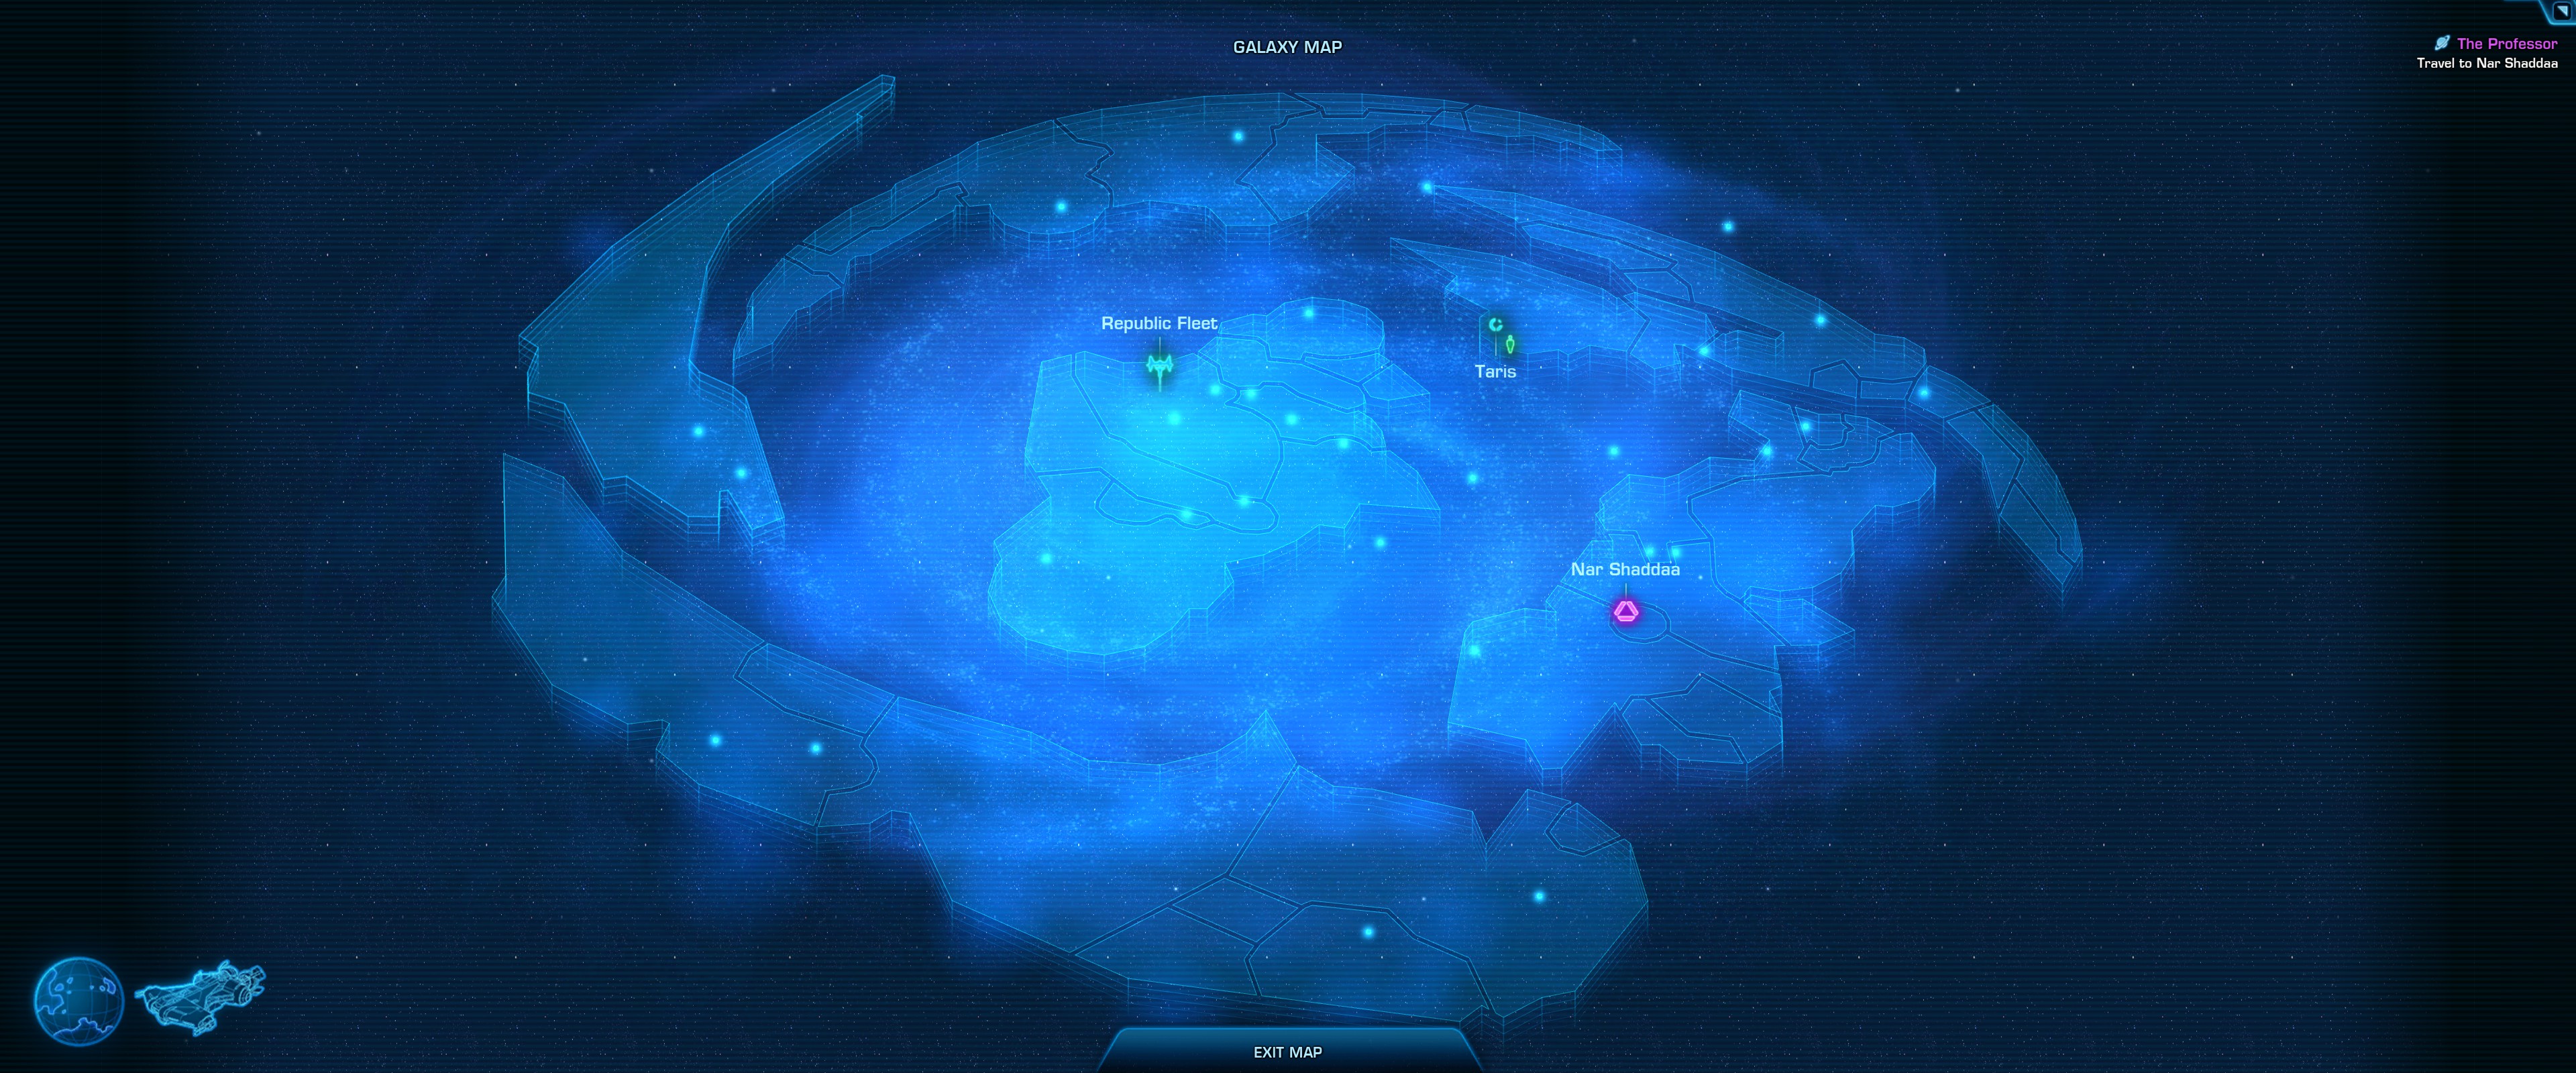 GALAXY MAP
The Professor
Travel to Nar Shaddaa
Republic Fleet
Taris
Nar Shaddaa
EXIT MAP